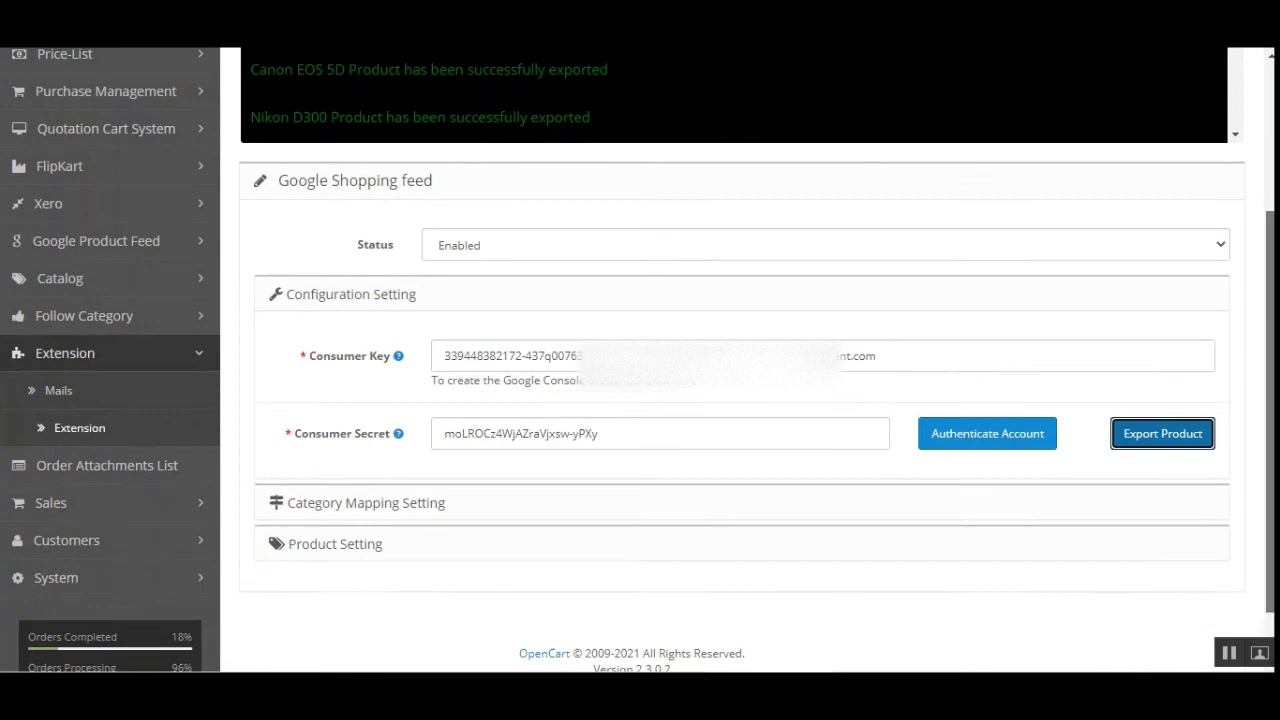 Price-List
Canon EOS 5D Product has been successfully exported
Purchase Management
Nikon D300 Product has been successfully exported
Quotation Cart System
FlipKart
Google Shopping feed
Xero
Google Product Feed
Status
Enabled
Catalog
Configuration Setting
Follow Category
Extension
* Consumer Key ?
339448382172-437q00763 nt.com
To create the Google Console
Mails
Extension
* Consumer Secret ?
moLROCz4WjAZraVjxsw-yPXy
Authenticate Account
Export Product
Order Attachments List
Sales
Category Mapping Setting
Customers
Product Setting
System
Orders Completed 18%
Orders Processing 96%
OpenCart © 2009-2021 All Rights Reserved.
Version 2.3.0.2